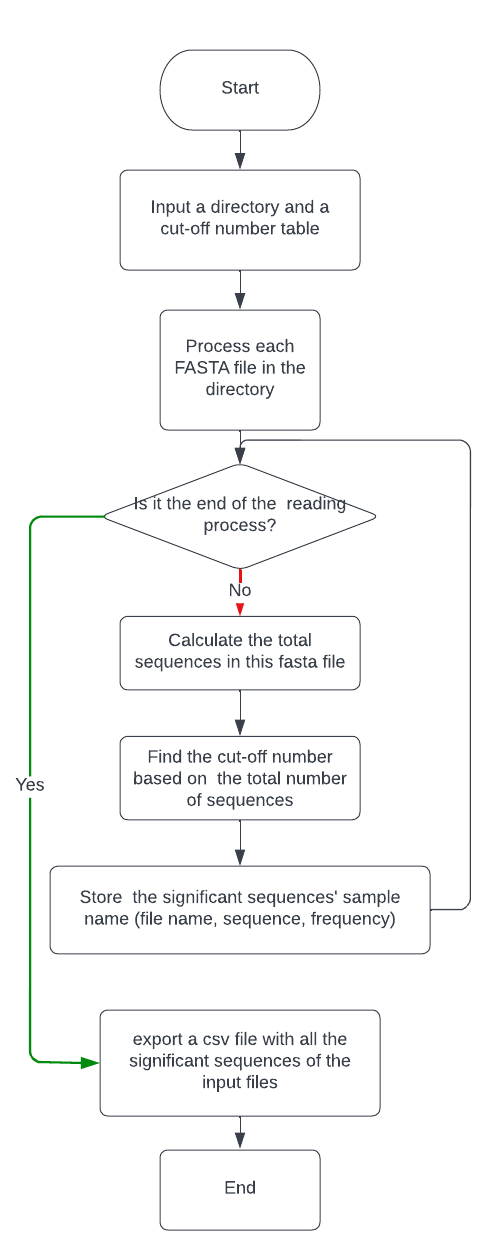 Start
Input a directory and a
cut-off number table
Process each
FASTA file in the
directory
Is it the end of the  reading
process?
No
Calculate the total
sequences in this fasta file
Find the cut-off number
based on  the total number
of sequences
Yes
Store  the significant sequences' sample
name (file name, sequence, frequency)
export a csv file with all the
significant sequences of the
input files
End